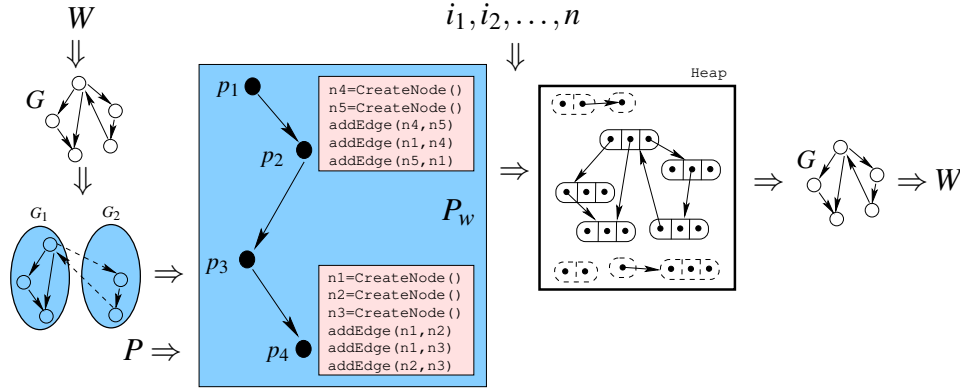 W
i₁, i₂, …, n
⇓
⇓
Heap
G
p₁
n4=CreateNode()
n5=CreateNode()
addEdge(n4,n5)
addEdge(n1,n4)
addEdge(n5,n1)
p₂
⇓
⇒
⇒
G
⇒ W
G₁
G₂
P_w
⇒
p₃
n1=CreateNode()
n2=CreateNode()
n3=CreateNode()
addEdge(n1,n2)
addEdge(n1,n3)
addEdge(n2,n3)
P ⇒
p₄